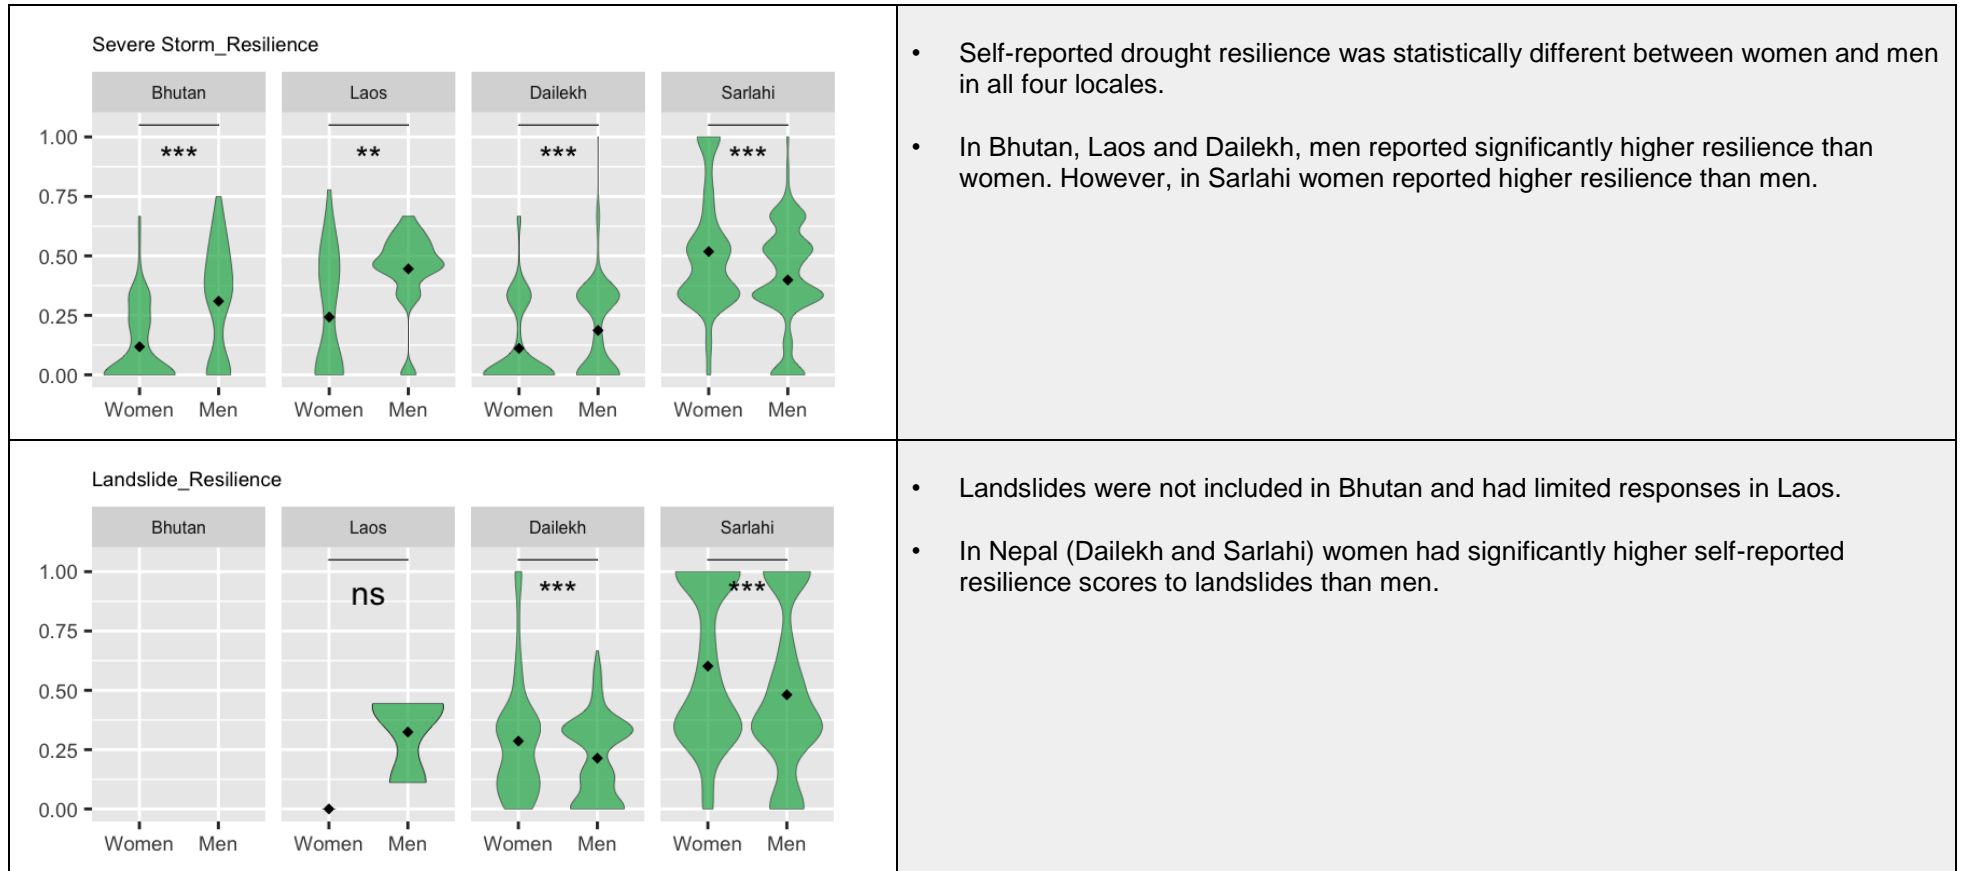 Severe Storm_Resilience
Bhutan Laos Dailekh Sarlahi
1.00
0.75
0.50
0.25
0.00
*** ** *** ***
Women Men Women Men Women Men Women Men
• Self-reported drought resilience was statistically different between women and men
in all four locales.
• In Bhutan, Laos and Dailekh, men reported significantly higher resilience than
women. However, in Sarlahi women reported higher resilience than men.
Landslide_Resilience
Bhutan Laos Dailekh Sarlahi
1.00
0.75
0.50
0.25
0.00
ns *** ***
Women Men Women Men Women Men Women Men
• Landslides were not included in Bhutan and had limited responses in Laos.
• In Nepal (Dailekh and Sarlahi) women had significantly higher self-reported
resilience scores to landslides than men.